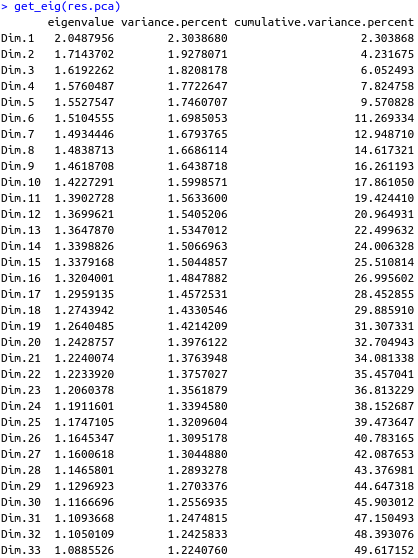 > get_eig(res.pca)
eigenvalue variance.percent cumulative.variance.percent
Dim.1 2.0487956 2.3038680 2.303868
Dim.2 1.7143702 1.9278071 4.231675
Dim.3 1.6192262 1.8208178 6.052493
Dim.4 1.5760487 1.7722647 7.824758
Dim.5 1.5527547 1.7460707 9.570828
Dim.6 1.5104555 1.6985053 11.269334
Dim.7 1.4934446 1.6793765 12.948710
Dim.8 1.4838713 1.6686114 14.617321
Dim.9 1.4618708 1.6438718 16.261193
Dim.10 1.4227291 1.5998571 17.861050
Dim.11 1.3902728 1.5633600 19.424410
Dim.12 1.3699621 1.5405206 20.964931
Dim.13 1.3647870 1.5347012 22.499632
Dim.14 1.3398826 1.5066963 24.006328
Dim.15 1.3379168 1.5044857 25.510814
Dim.16 1.3204001 1.4847882 26.995602
Dim.17 1.2959135 1.4572531 28.452855
Dim.18 1.2743942 1.4330546 29.885910
Dim.19 1.2640485 1.4214209 31.307331
Dim.20 1.2428757 1.3976122 32.704943
Dim.21 1.2240074 1.3763948 34.081338
Dim.22 1.2233920 1.3757027 35.457041
Dim.23 1.2060378 1.3561879 36.813229
Dim.24 1.1911601 1.3394580 38.152687
Dim.25 1.1747105 1.3209604 39.473647
Dim.26 1.1645347 1.3095178 40.783165
Dim.27 1.1600618 1.3044880 42.087653
Dim.28 1.1465801 1.2893278 43.376981
Dim.29 1.1296923 1.2703376 44.647318
Dim.30 1.1166696 1.2556935 45.903012
Dim.31 1.1093668 1.2474815 47.150493
Dim.32 1.1050109 1.2425833 48.393076
Dim.33 1.0885526 1.2240760 49.617152